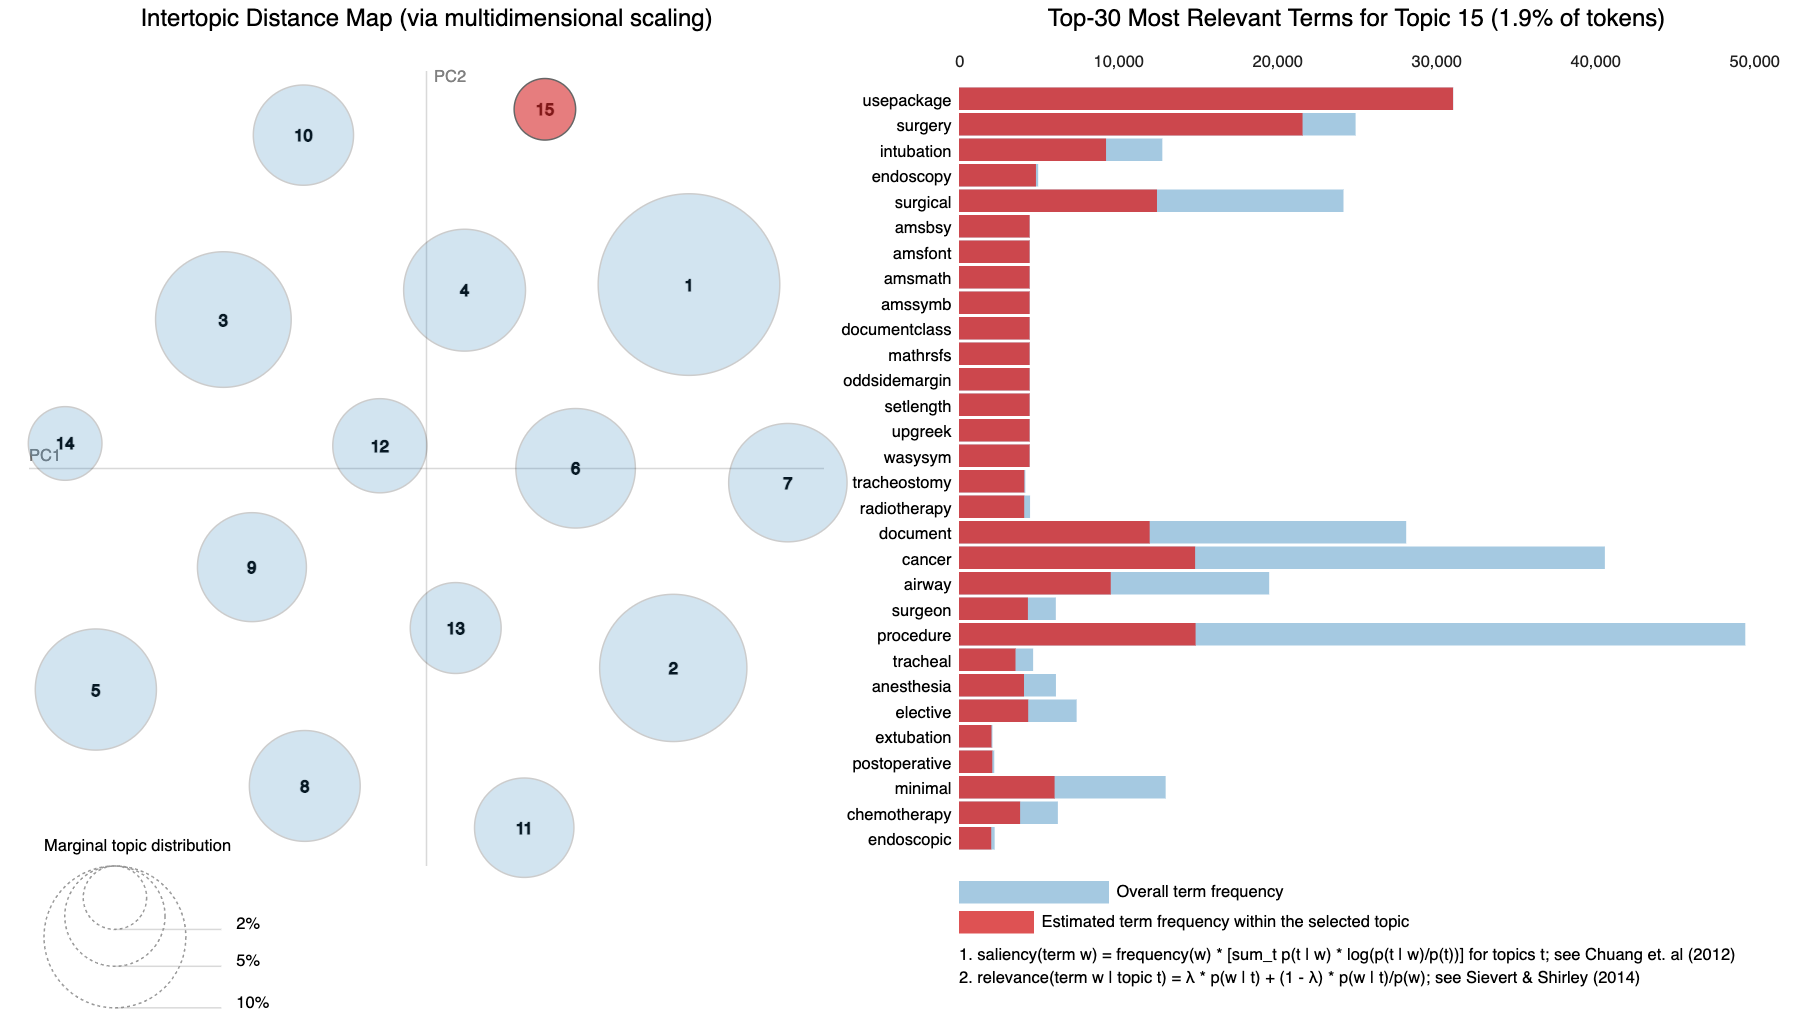 Intertopic Distance Map (via multidimensional scaling)
PC2
PC1
15
10
4
1
3
14
12
6
7
9
13
2
5
8
11
Marginal topic distribution
2%
5%
10%
Top-30 Most Relevant Terms for Topic 15 (1.9% of tokens)
0 10,000 20,000 30,000 40,000 50,000
usepackage
surgery
intubation
endoscopy
surgical
amsbsy
amsfont
amsmath
amssymb
documentclass
mathrsfs
oddsidemargin
setlength
upgreek
wasysym
tracheostomy
radiotherapy
document
cancer
airway
surgeon
procedure
tracheal
anesthesia
elective
extubation
postoperative
minimal
chemotherapy
endoscopic
Overall term frequency
Estimated term frequency within the selected topic
1. saliency(term w) = frequency(w) * [sum_t p(t | w) * log(p(t | w)/p(t))] for topics t; see Chuang et. al (2012)
2. relevance(term w | topic t) = λ * p(w | t) + (1 - λ) * p(w | t)/p(w); see Sievert & Shirley (2014)